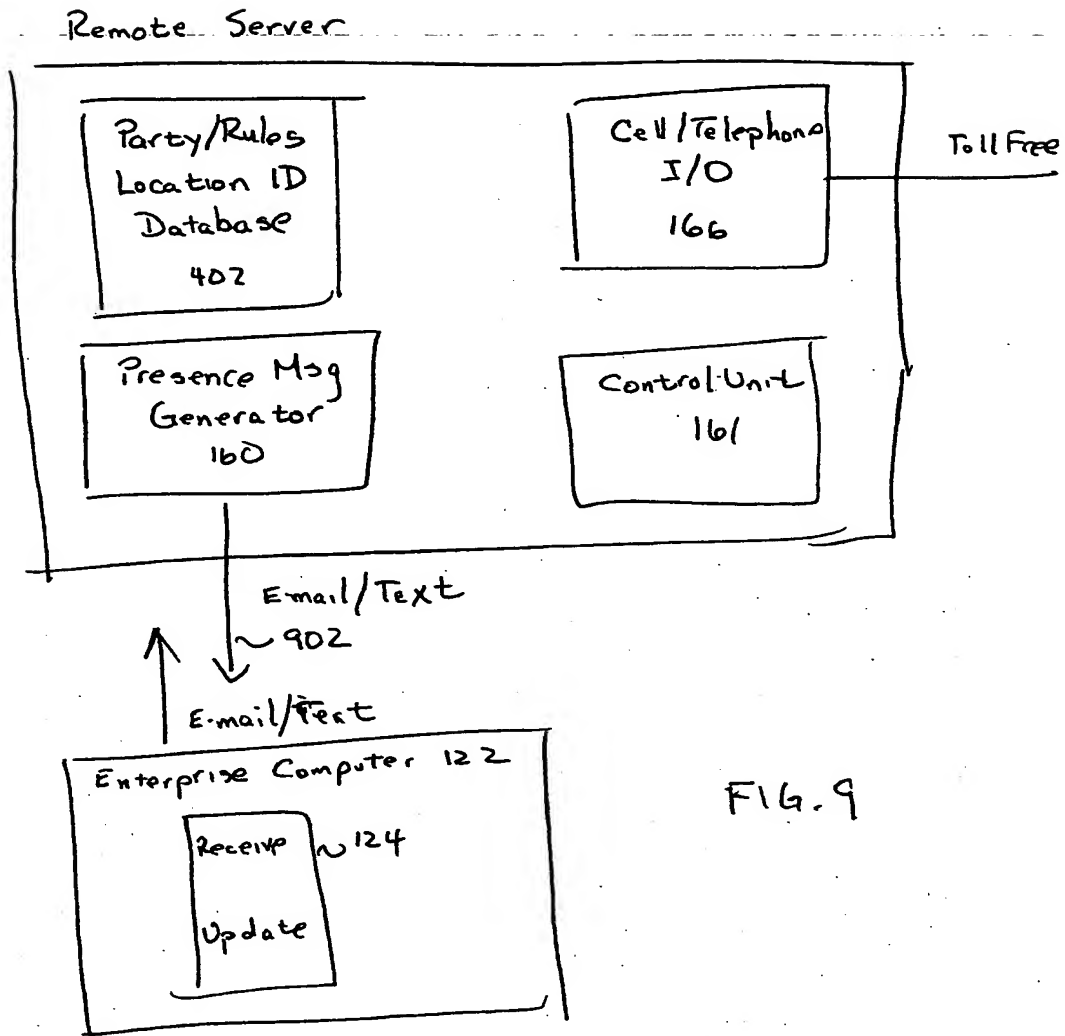 Remote Server
Party/Rules
Location ID
Database
402
Cell/Telephone
I/O
166
Toll Free
Presence Msg
Generator
160
Control Unit
161
E-mail/Text
~ 902
E-mail/Text
Enterprise Computer 122
Receive ~124
Update
FIG. 9